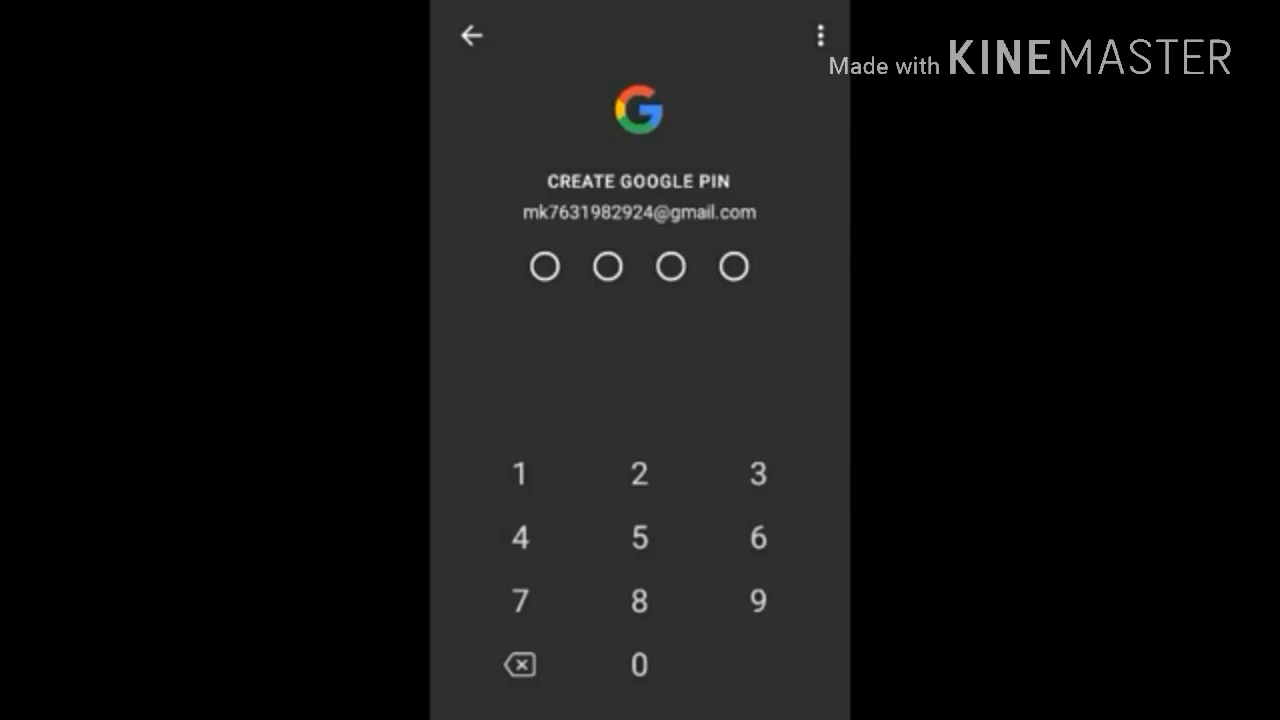 Made with KINEMASTER
CREATE GOOGLE PIN
mk7631982924@gmail.com
1 2 3
4 5 6
7 8 9
0